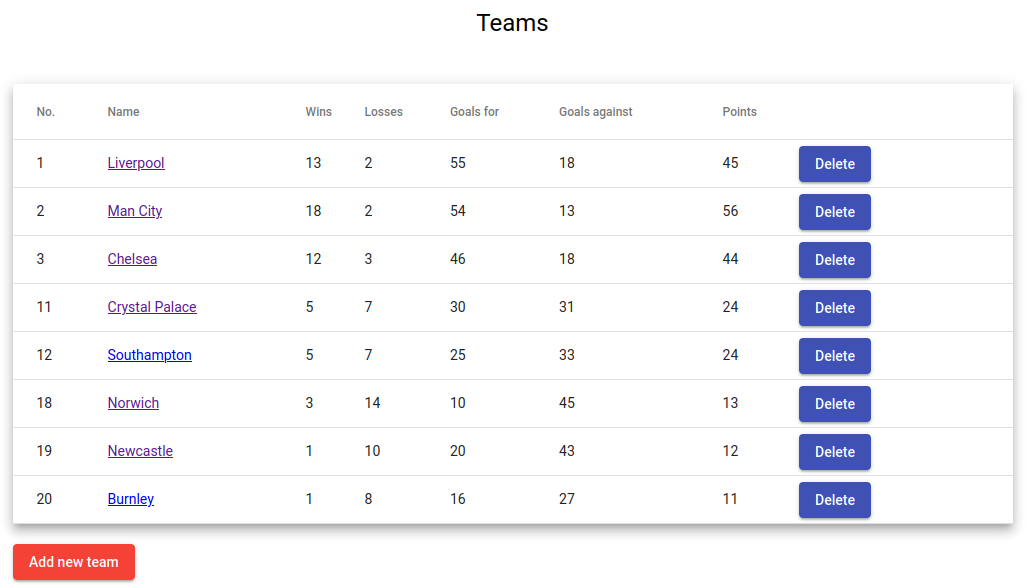 Teams
No. Name Wins Losses Goals for Goals against Points
1 Liverpool 13 2 55 18 45 Delete
2 Man City 18 2 54 13 56 Delete
3 Chelsea 12 3 46 18 44 Delete
11 Crystal Palace 5 7 30 31 24 Delete
12 Southampton 5 7 25 33 24 Delete
18 Norwich 3 14 10 45 13 Delete
19 Newcastle 1 10 20 43 12 Delete
20 Burnley 1 8 16 27 11 Delete
Add new team